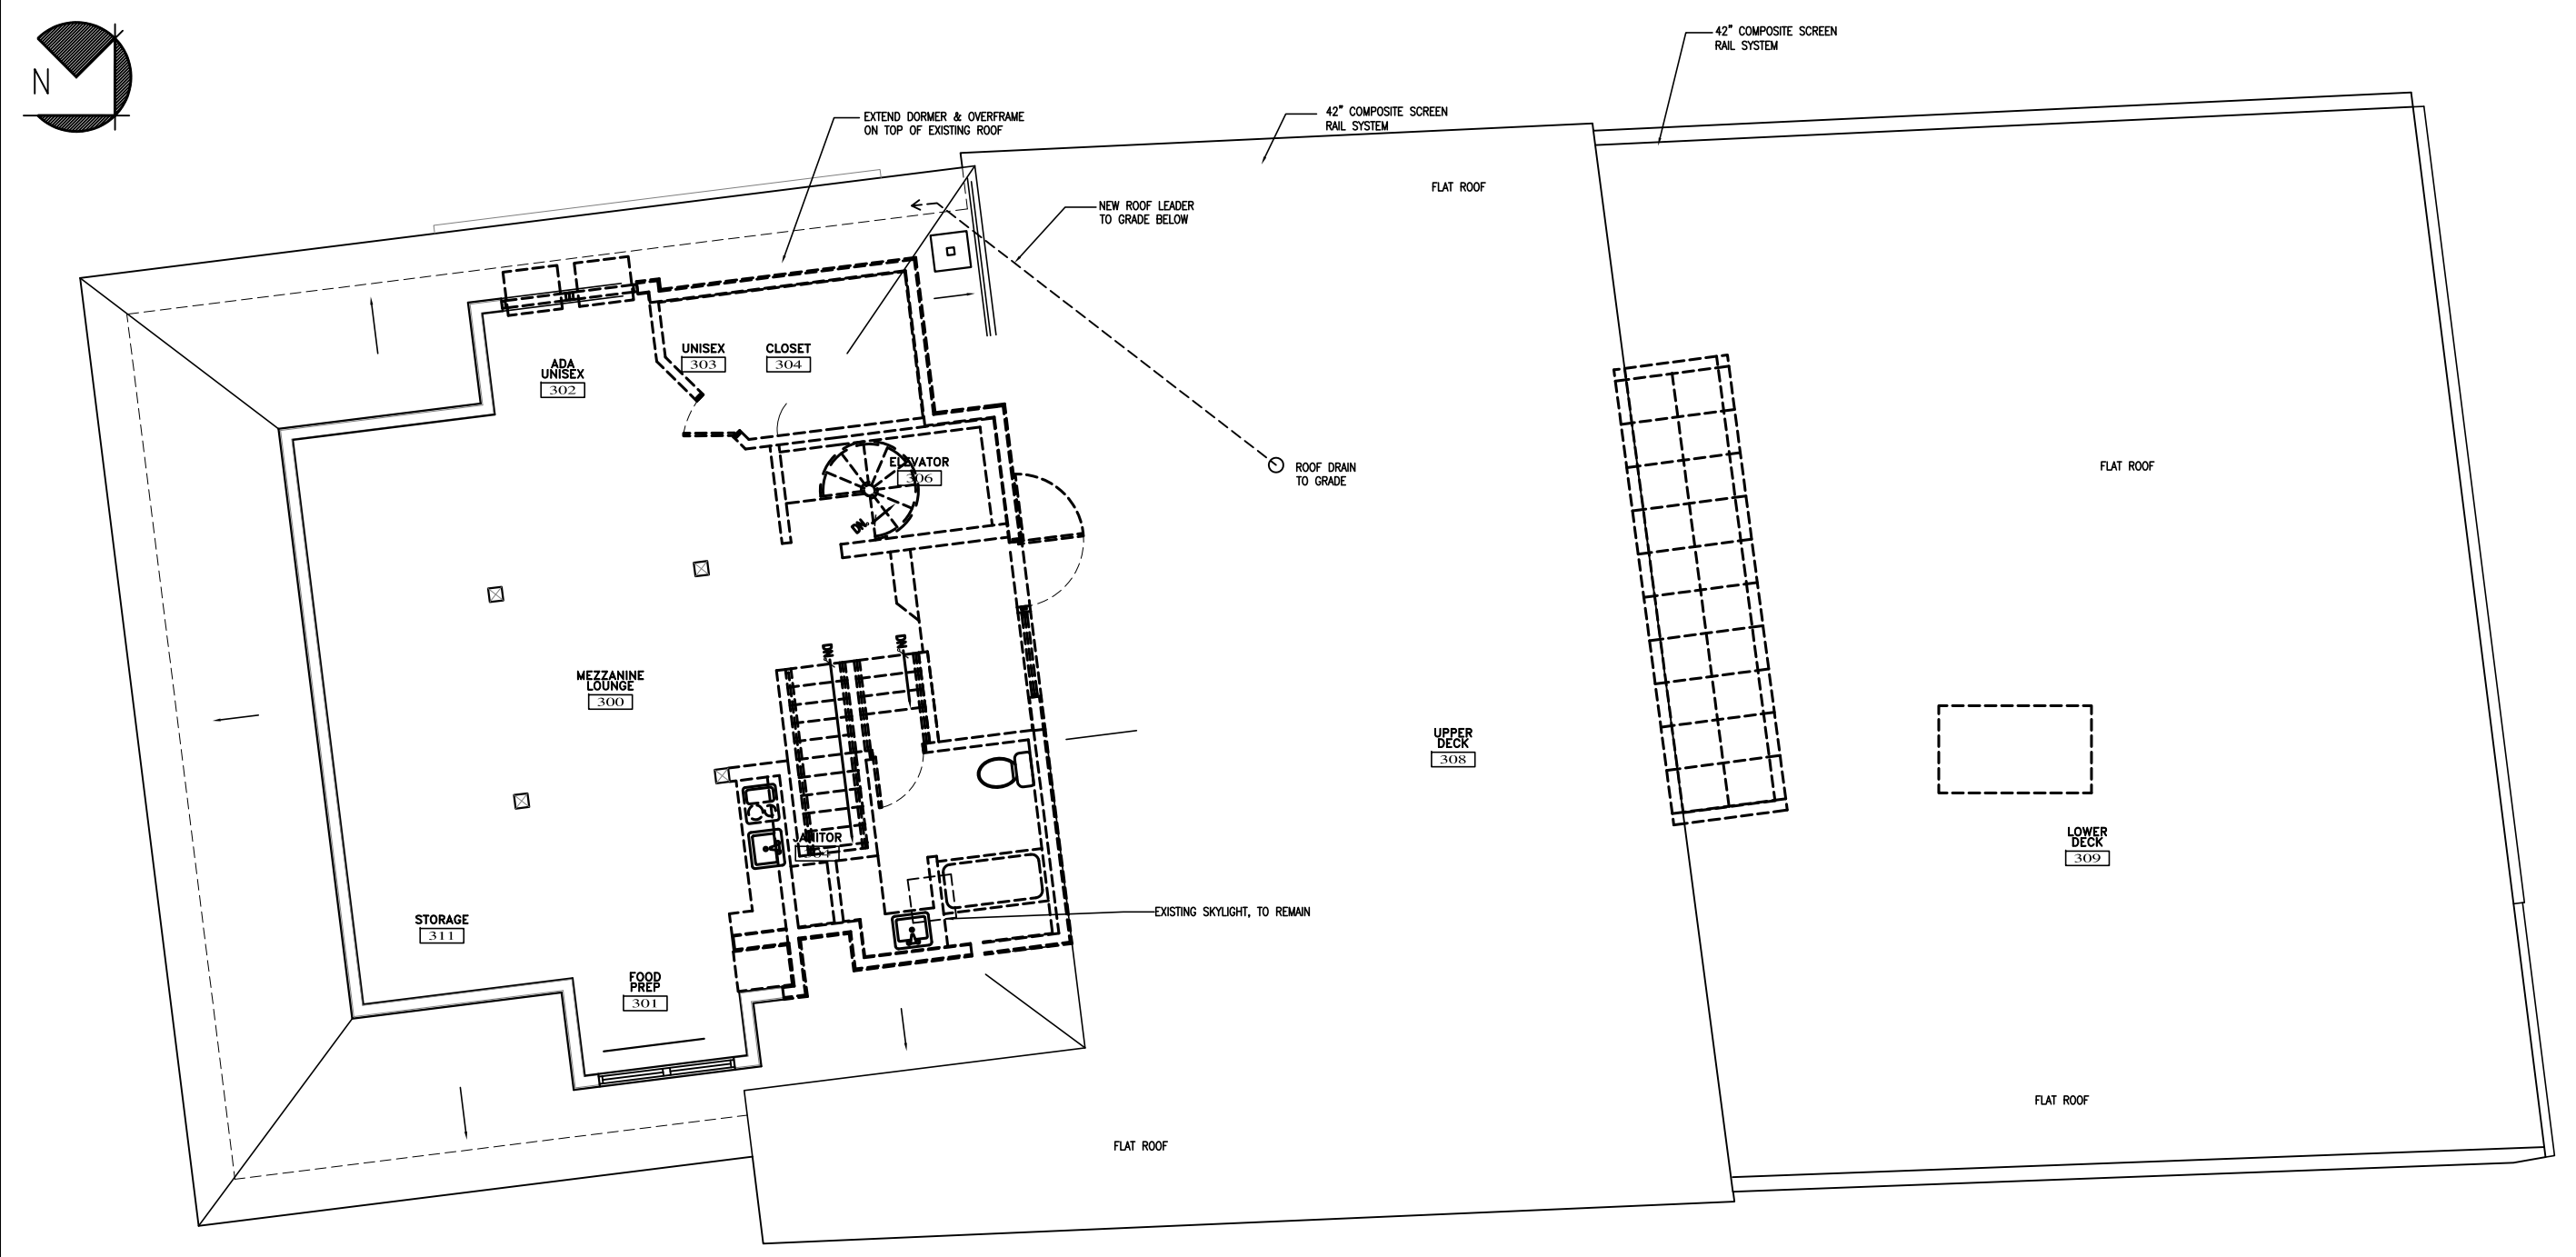 42" COMPOSITE SCREEN
RAIL SYSTEM
N
EXTEND DORMER & OVERFRAME
ON TOP OF EXISTING ROOF
42" COMPOSITE SCREEN
RAIL SYSTEM
FLAT ROOF
NEW ROOF LEADER
TO GRADE BELOW
ADA
UNISEX
302
UNISEX
303
CLOSET
304
ELEVATOR
306
DN.
ROOF DRAIN
TO GRADE
FLAT ROOF
MEZZANINE
LOUNGE
300
DN.
DN.
UPPER
DECK
308
JANITOR
LOWER
DECK
309
EXISTING SKYLIGHT, TO REMAIN
STORAGE
311
FOOD
PREP
301
FLAT ROOF
FLAT ROOF